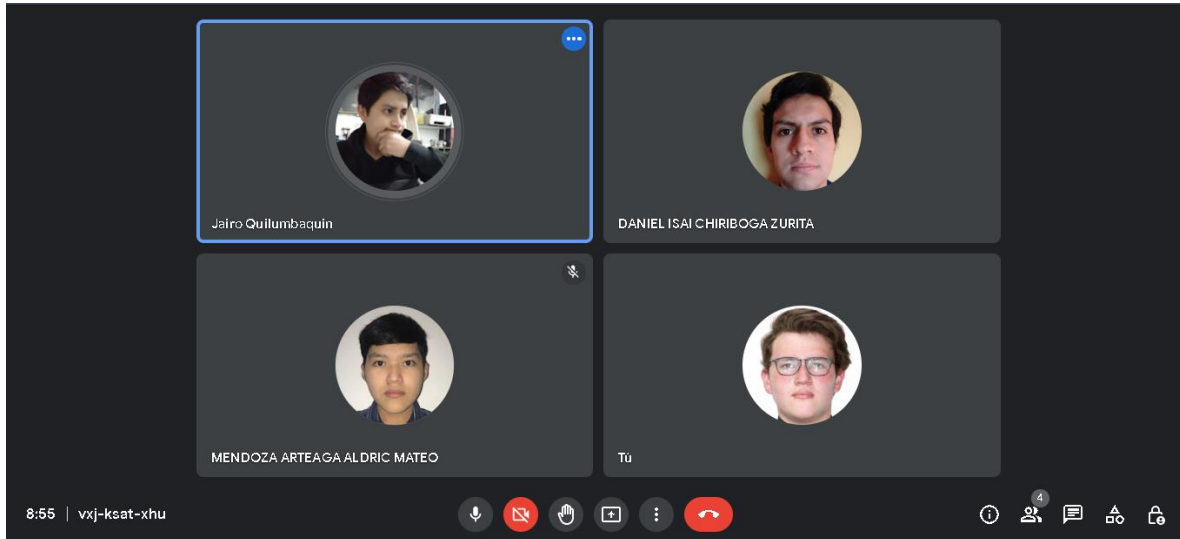 Jairo Quilumbaquin
DANIEL ISAI CHIRIBOGA ZURITA
MENDOZA ARTEAGA ALDRIC MATEO
Tú
8:55 | vxj-ksat-xhu
4